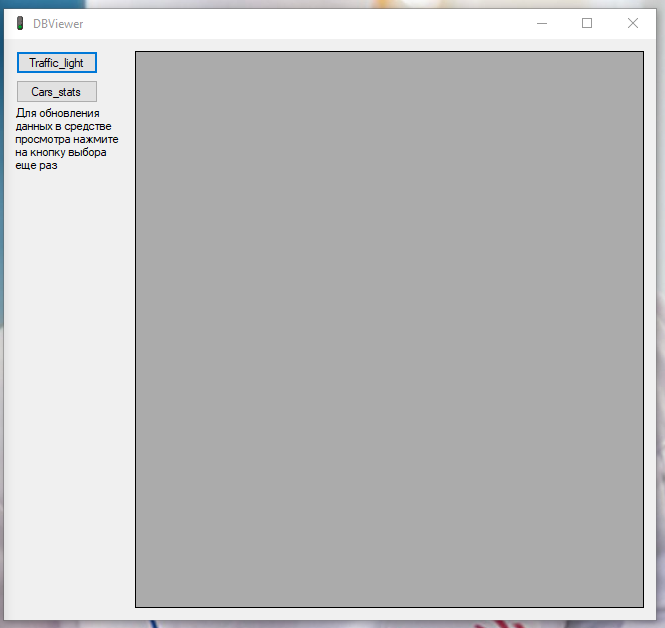 DBViewer
Traffic_light
Cars_stats
Для обновления
данных в средстве
просмотра нажмите
на кнопку выбора
еще раз